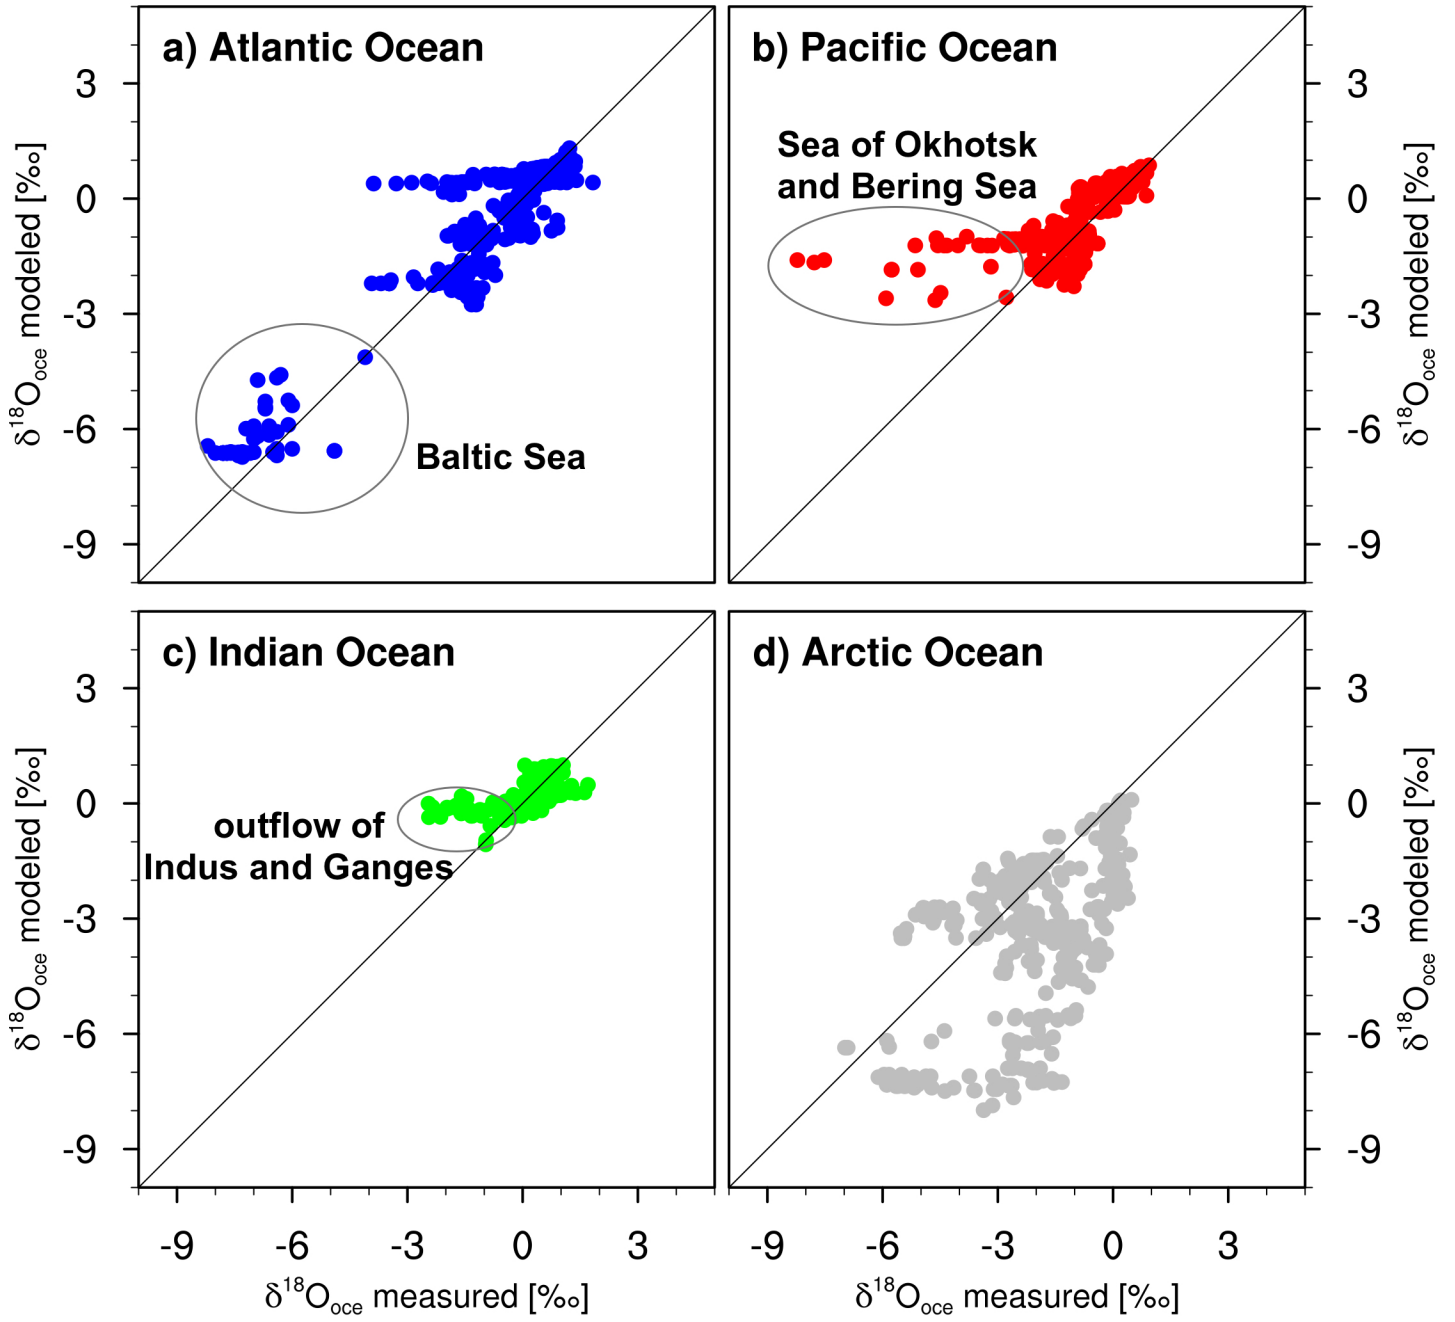 a) Atlantic Ocean
b) Pacific Ocean
3
0
-3
-6
-9
δ¹⁸Oₒcₑ modeled [‰]
Baltic Sea
Sea of Okhotsk
and Bering Sea
3
0
-3
-6
-9
δ¹⁸Oₒcₑ modeled [‰]
c) Indian Ocean
d) Arctic Ocean
3
0
-3
-6
-9
δ¹⁸Oₒcₑ modeled [‰]
outflow of
Indus and Ganges
3
0
-3
-6
-9
δ¹⁸Oₒcₑ modeled [‰]
-9 -6 -3 0 3
-9 -6 -3 0 3
δ¹⁸Oₒcₑ measured [‰]
δ¹⁸Oₒcₑ measured [‰]